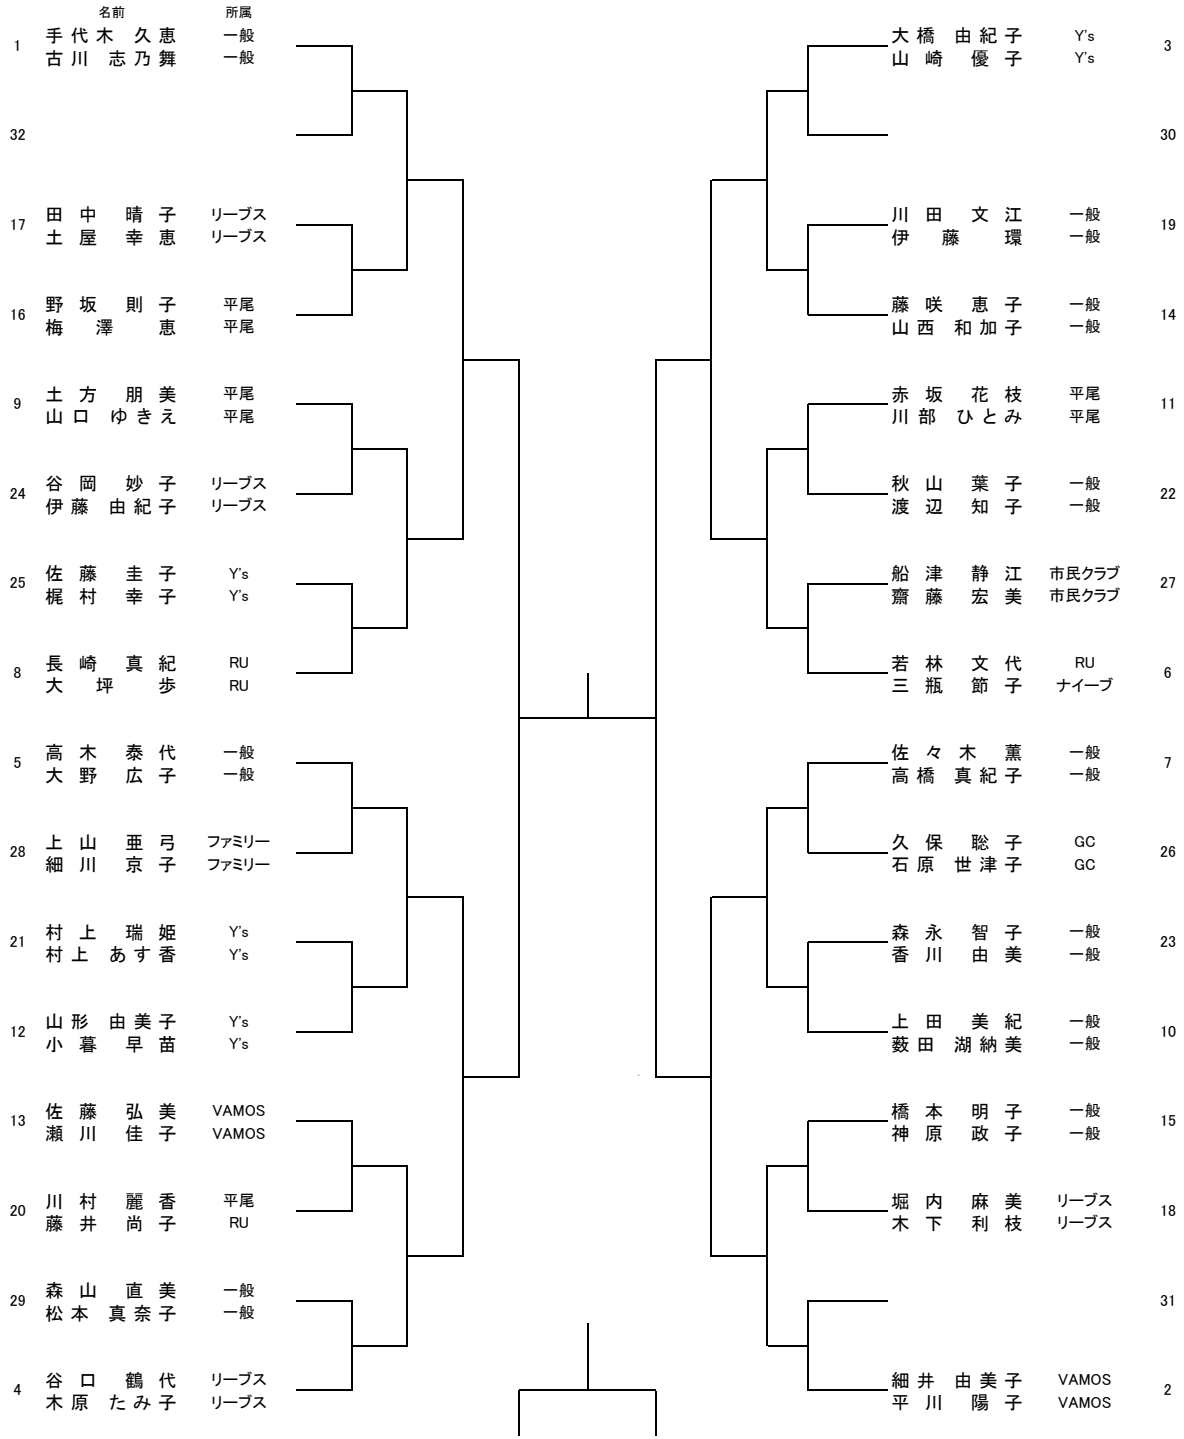 名前 所属
手代木 久恵 一般
1
古川 志乃舞 一般
32
田中 晴子 リーブス
17
土屋 幸恵 リーブス
野坂 則子 平尾
16
梅澤 恵 平尾
土方 朋美 平尾
9
山口 ゆきえ 平尾
谷岡 妙子 リーブス
24
伊藤 由紀子 リーブス
佐藤 圭子 Y's
25
梶村 幸子 Y's
長崎 真紀 RU
8
大坪 歩 RU
高木 泰代 一般
5
大野 広子 一般
上山 亜弓 ファミリー
28
細川 京子 ファミリー
村上 瑞姫 Y's
21
村上 あす香 Y's
山形 由美子 Y's
12
小暮 早苗 Y's
佐藤 弘美 VAMOS
13
瀬川 佳子 VAMOS
川村 麗香 平尾
20
藤井 尚子 RU
森山 直美 一般
29
松本 真奈子 一般
谷口 鶴代 リーブス
4
木原 たみ子 リーブス
大橋 由紀子 Y's
3
山崎 優子 Y's
30
川田 文江 一般
19
伊藤 環 一般
藤咲 恵子 一般
14
山西 和加子 一般
赤坂 花枝 平尾
11
川部 ひとみ 平尾
秋山 葉子 一般
22
渡辺 知子 一般
船津 静江 市民クラブ
27
齋藤 宏美 市民クラブ
若林 文代 RU
6
三瓶 節子 ナイーブ
佐々木 薫 一般
7
高橋 真紀子 一般
久保 聡子 GC
26
石原 世津子 GC
森永 智子 一般
23
香川 由美 一般
上田 美紀 一般
10
薮田 湖納美 一般
橋本 明子 一般
15
神原 政子 一般
堀内 麻美 リーブス
18
木下 利枝 リーブス
31
細井 由美子 VAMOS
2
平川 陽子 VAMOS